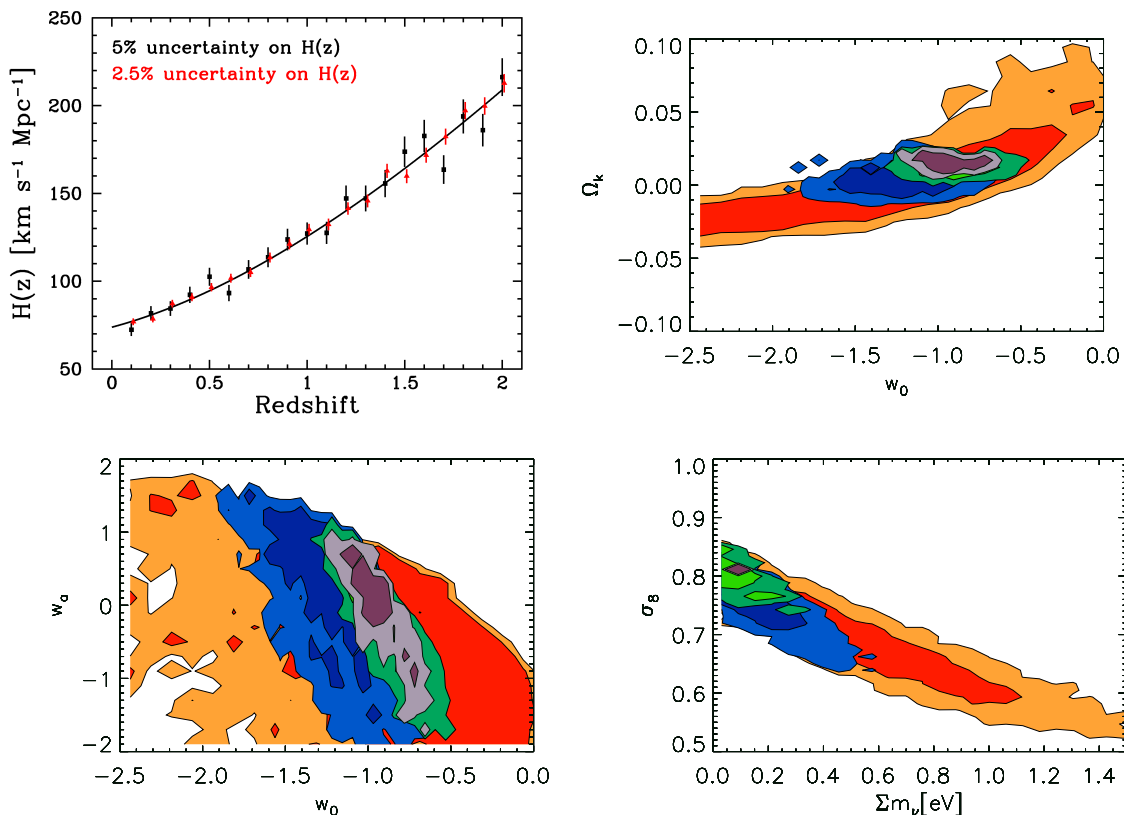 5% uncertainty on H(z)
2.5% uncertainty on H(z)
H(z) [km s⁻¹ Mpc⁻¹]
250
200
150
100
50
0 0.5 1 1.5 2
Redshift
Ωₖ
0.10
0.05
0.00
−0.05
−0.10
−2.5 −2.0 −1.5 −1.0 −0.5 0.0
w₀
wₐ
2
1
0
−1
−2
−2.5 −2.0 −1.5 −1.0 −0.5 0.0
w₀
σ₈
1.0
0.9
0.8
0.7
0.6
0.5
0.0 0.2 0.4 0.6 0.8 1.0 1.2 1.4
Σmᵥ[eV]